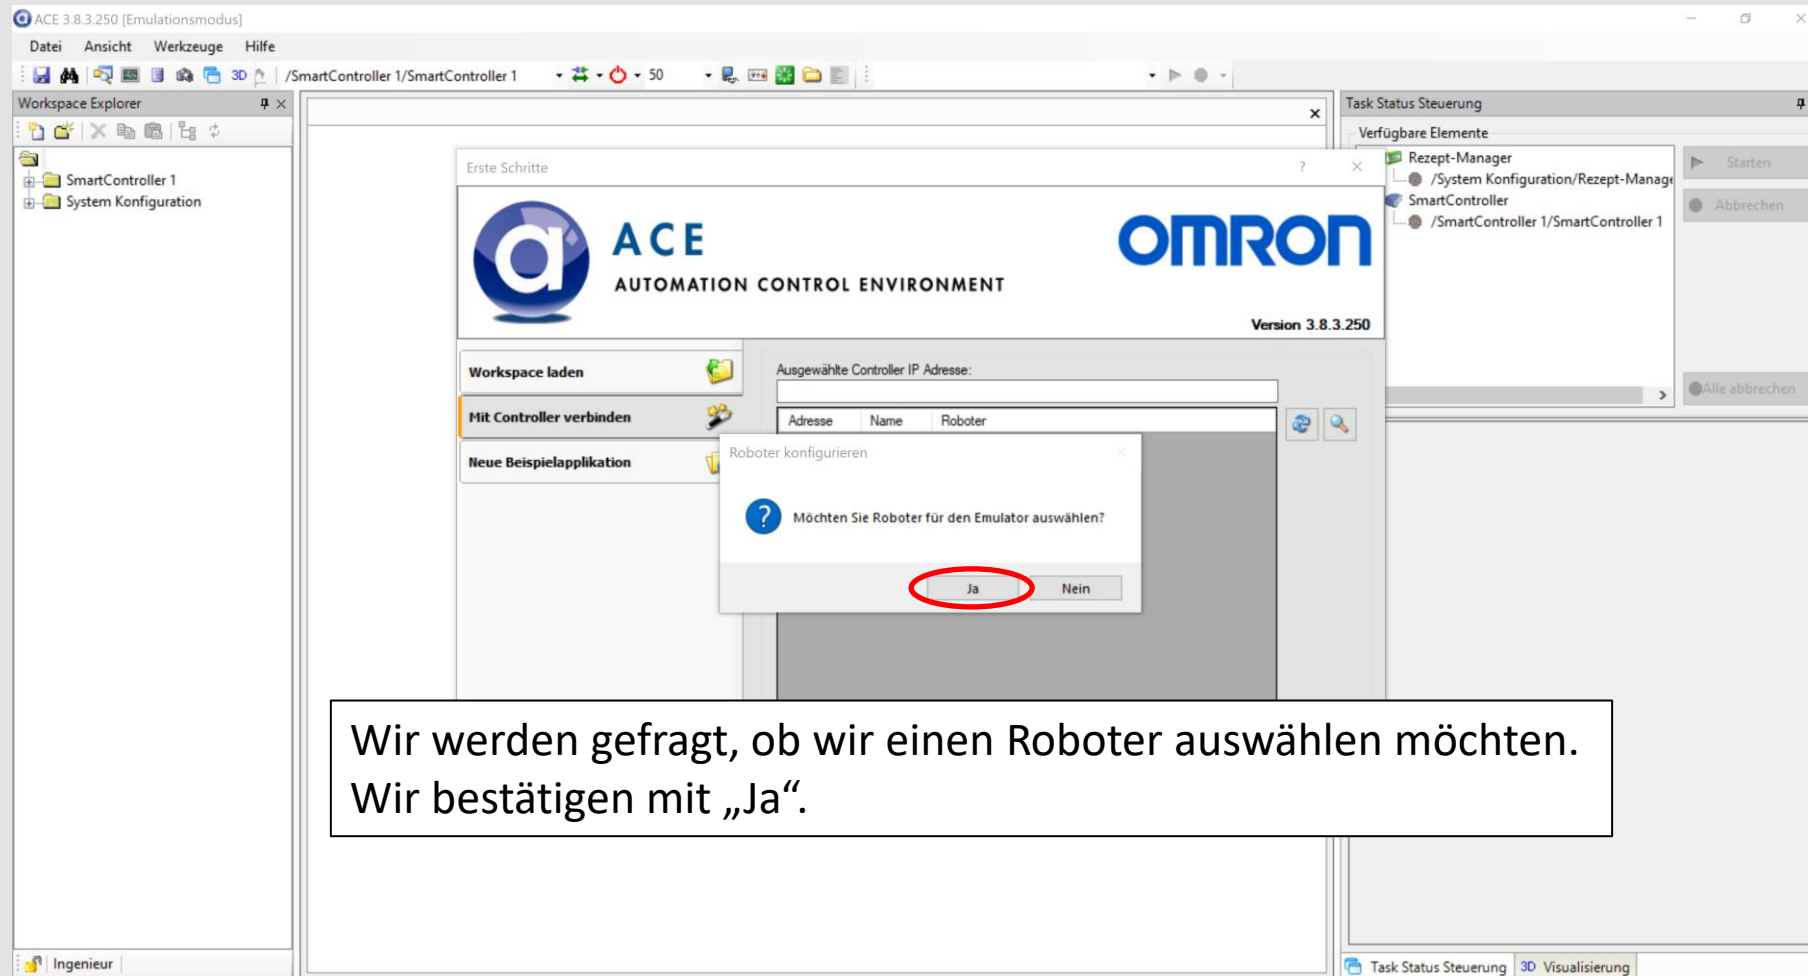 ACE 3.8.3.250 [Emulationsmodus]
Datei Ansicht Werkzeuge Hilfe
3D /SmartController 1/SmartController 1 50
Workspace Explorer
SmartController 1
System Konfiguration
Erste Schritte
ACE
AUTOMATION CONTROL ENVIRONMENT
OMRON
Version 3.8.3.250
Workspace laden
Mit Controller verbinden
Neue Beispielapplikation
Ausgewählte Controller IP Adresse:
Adresse Name Roboter
Roboter konfigurieren
Möchten Sie Roboter für den Emulator auswählen?
Ja Nein
Wir werden gefragt, ob wir einen Roboter auswählen möchten.
Wir bestätigen mit „Ja“.
Task Status Steuerung
Verfügbare Elemente
Rezept-Manager
/System Konfiguration/Rezept-Manage
SmartController
/SmartController 1/SmartController 1
Starten
Abbrechen
Alle abbrechen
Ingenieur
Task Status Steuerung 3D Visualisierung